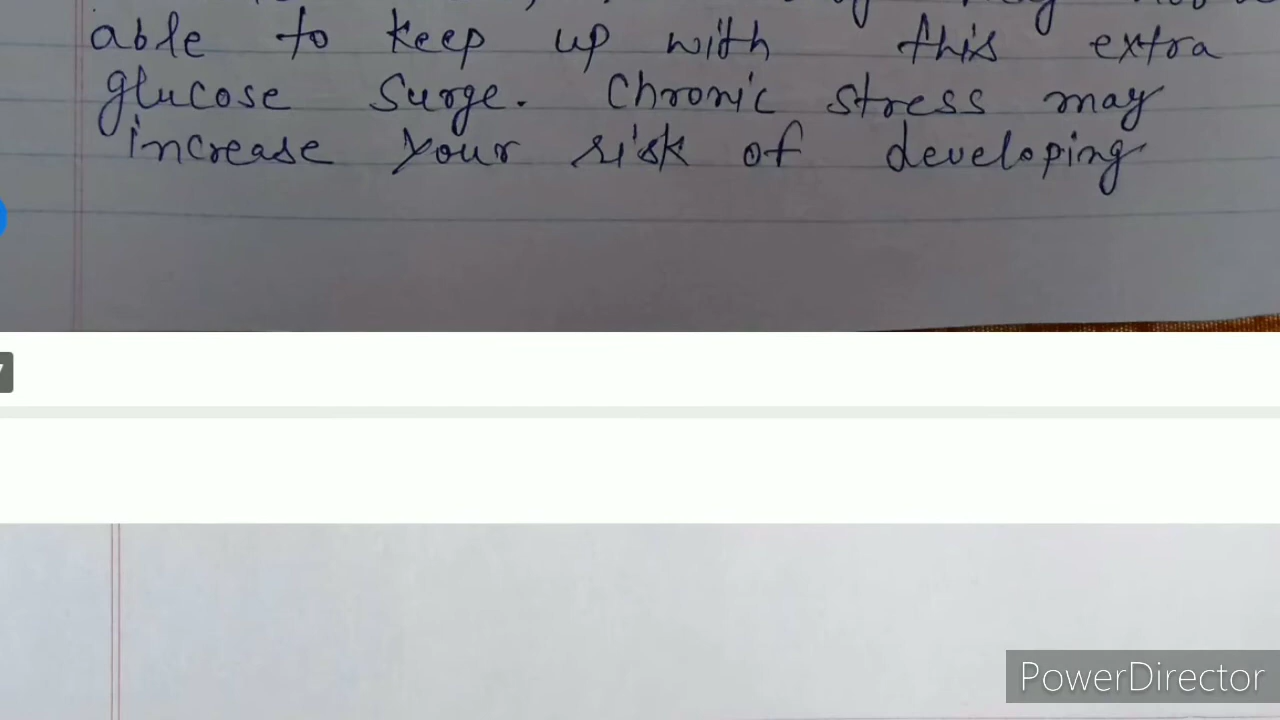 able to keep up with this extra
glucose surge. Chronic stress may
increase your risk of developing
PowerDirector